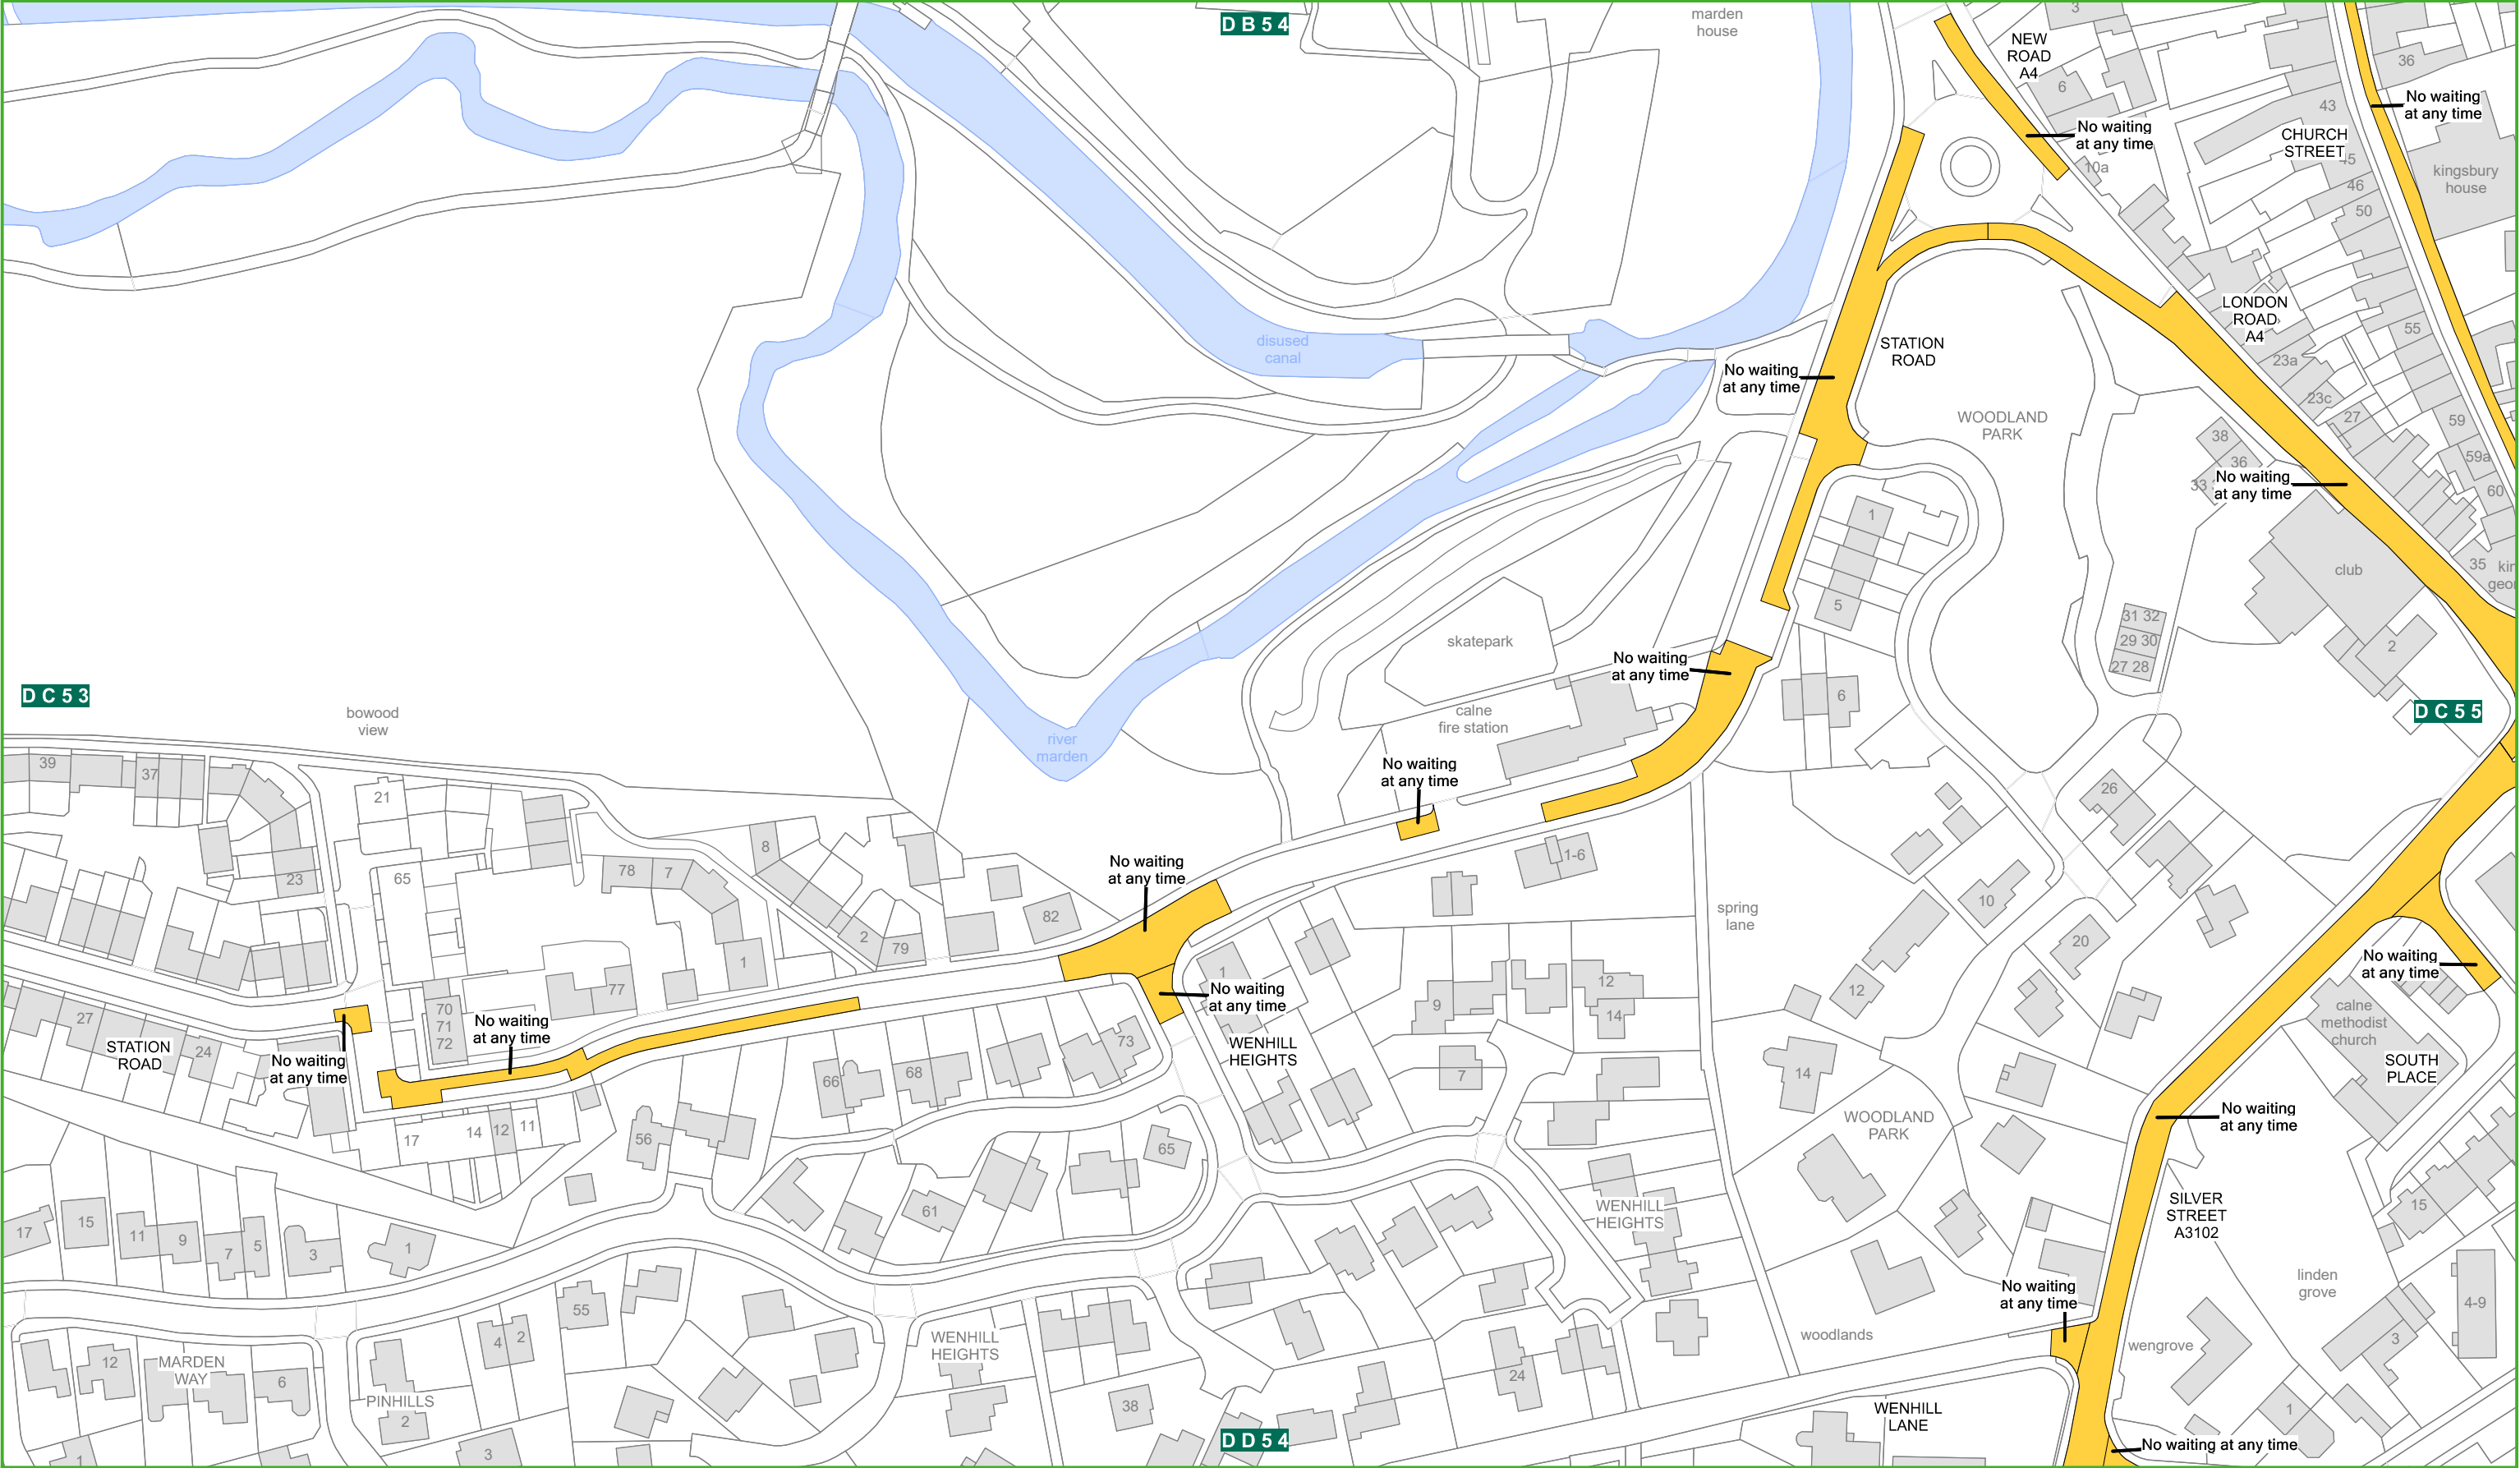 D B 5 4
marden
house
3
NEW
ROAD
A4
36
6
43
No waiting
at any time
No waiting
at any time
CHURCH
STREET
45
10a
46
kingsbury
house
50
LONDON
ROAD
A4
55
disused
canal
STATION
ROAD
23a
No waiting
at any time
23c
27
59
WOODLAND
PARK
38
36
33
59a
No waiting
at any time
60
1
35
club
5
31 32
29 30
27 28
2
skatepark
No waiting
at any time
D C 5 3
6
D C 5 5
bowood
view
calne
fire station
river
marden
39
37
21
No waiting
at any time
26
8
1-6
78
7
No waiting
at any time
23
65
10
82
spring
lane
2
79
20
1
1
No waiting
at any time
77
12
12
9
No waiting
at any time
70
71
72
27
14
calne
methodist
church
No waiting
at any time
STATION
ROAD
24
No waiting
at any time
73
WENHILL
HEIGHTS
SOUTH
PLACE
66
68
7
14
No waiting
at any time
WOODLAND
PARK
17
14
12
11
56
65
15
17
15
11
9
7
5
3
1
61
WENHILL
HEIGHTS
SILVER
STREET
A3102
linden
grove
No waiting
at any time
4-9
55
4
2
3
WENHILL
HEIGHTS
woodlands
wengrove
12
MARDEN
WAY
6
PINHILLS
2
24
38
1
WENHILL
LANE
D D 5 4
No waiting at any time
3
1